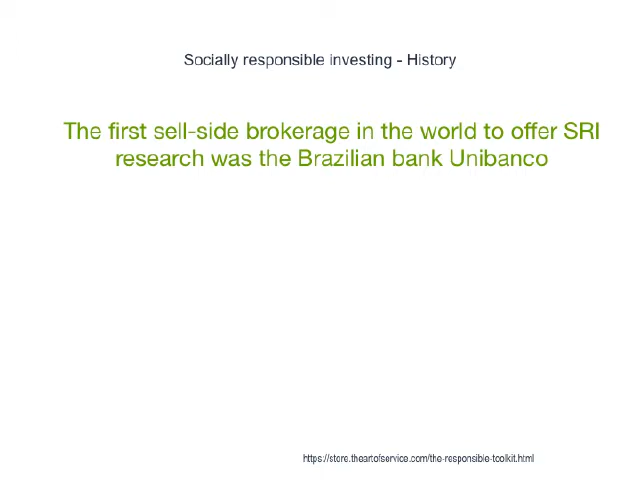 Socially responsible investing - History
The first sell-side brokerage in the world to offer SRI
research was the Brazilian bank Unibanco
https://store.theartofservice.com/the-responsible-toolkit.html